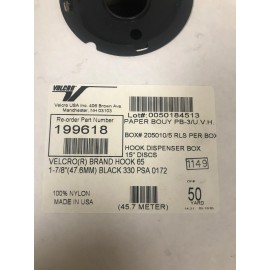 VELCRO
Velcro USA Inc. 406 Brown Ave.
Manchester, NH 03103
Lot#:0050184513
PAPER BOUY PB-3/U.V.H.
Re-order Part Number
199618
BOX# 205010/5 RLS PER BOX
HOOK DISPENSER BOX
15" DISCS
VELCRO(R) BRAND HOOK 65
1-7/8"(47.6MM) BLACK 330 PSA 0172
1149
100% NYLON
MADE IN USA
50
YARD
(45.7 METER)